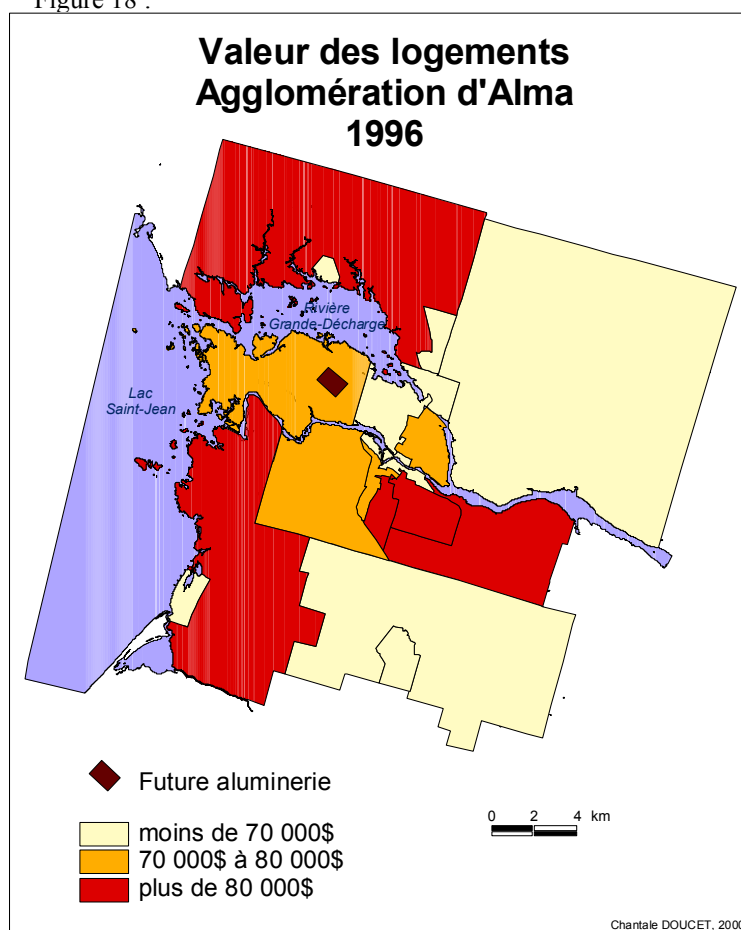 Figure 18 :
Valeur des logements
Agglomération d'Alma
1996
Rivière
Grande-Décharge
Lac
Saint-Jean
Future aluminerie
0 2 4 km
moins de 70 000$
70 000$ à 80 000$
plus de 80 000$
Chantale DOUCET, 2000